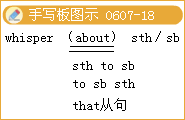 手写板图示 0607-18
whisper (about) sth/sb
sth to sb
to sb sth
that从句